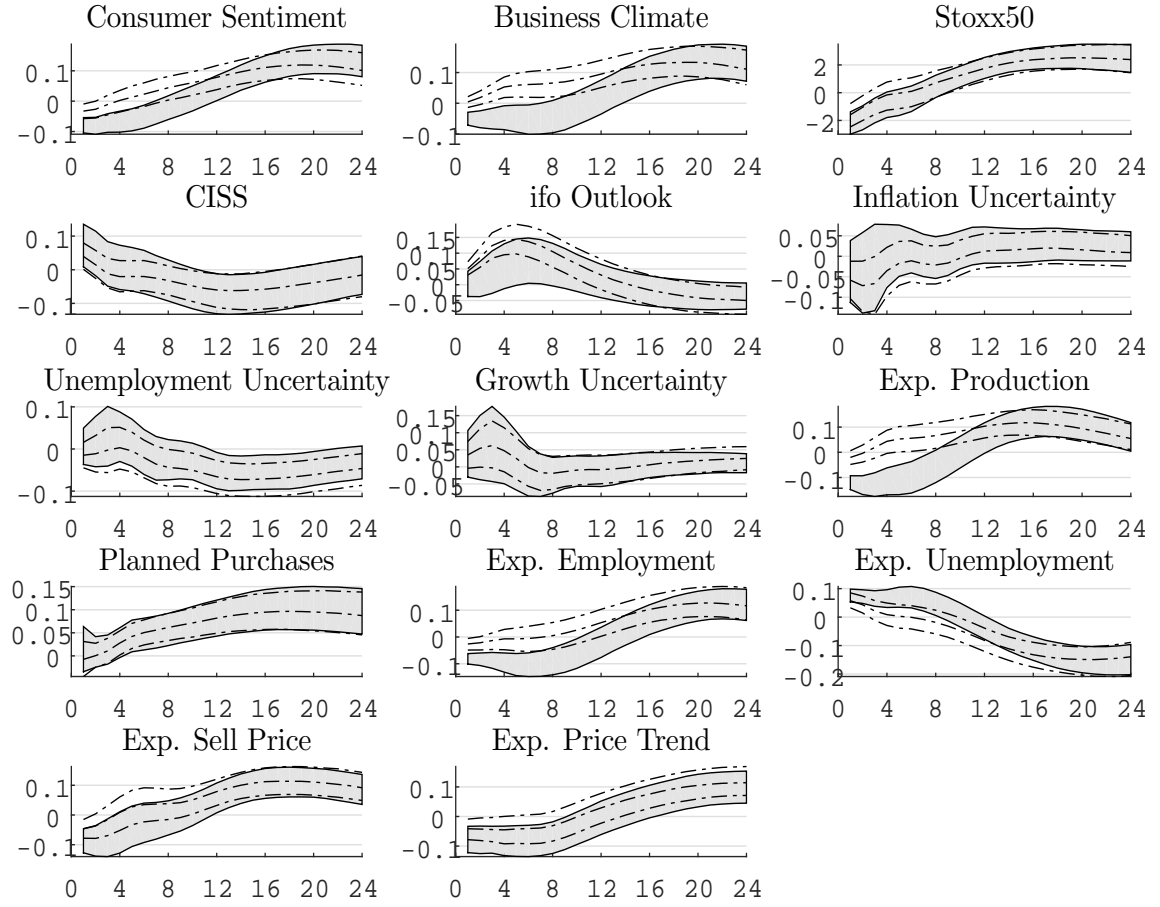 Consumer Sentiment Business Climate Stoxx50
0.1 0.1 2
0 0 0
-0.1 -0.1 -2
0 4 8 12 16 20 24 0 4 8 12 16 20 24 0 4 8 12 16 20 24
CISS ifo Outlook Inflation Uncertainty
0.1 0.15 0.05
0.1
0.05
0 0 0
-0.05
-0.1 -0.05 -0.1
0 4 8 12 16 20 24 0 4 8 12 16 20 24 0 4 8 12 16 20 24
Unemployment Uncertainty Growth Uncertainty Exp. Production
0.1 0.15 0.1
0.1
0.05
0 0 0
-0.1 -0.05 -0.1
0 4 8 12 16 20 24 0 4 8 12 16 20 24 0 4 8 12 16 20 24
Planned Purchases Exp. Employment Exp. Unemployment
0.15 0.1 0.1
0.1
0.05 0 0
0 -0.1 -0.1
-0.2
0 4 8 12 16 20 24 0 4 8 12 16 20 24 0 4 8 12 16 20 24
Exp. Sell Price Exp. Price Trend
0.1 0.1
0 0
-0.1 -0.1
0 4 8 12 16 20 24 0 4 8 12 16 20 24